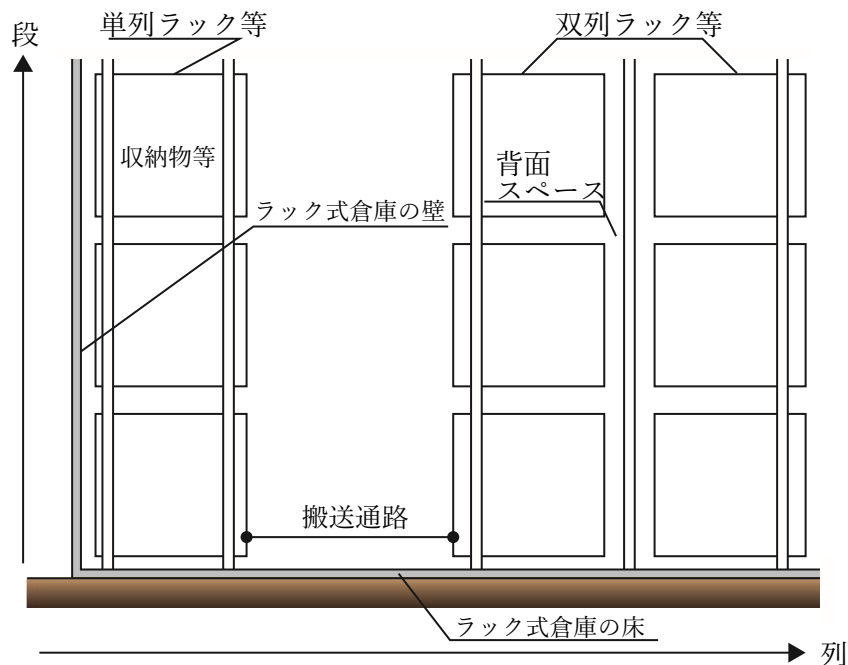 段
単列ラック等
双列ラック等
収納物等
背面
スペース
ラック式倉庫の壁
搬送通路
ラック式倉庫の床
列